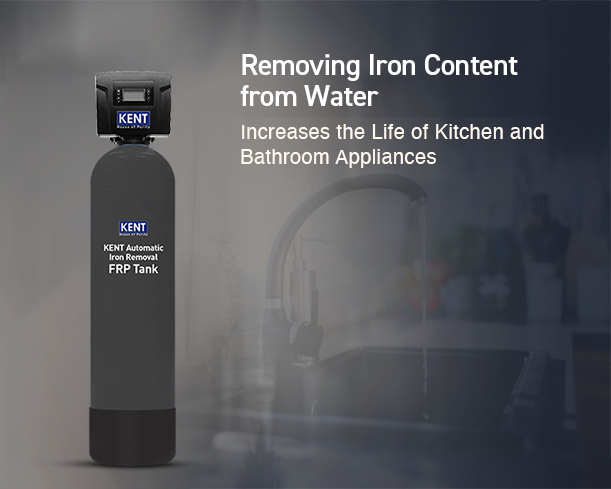 Removing Iron Content
from Water
Increases the Life of Kitchen and
Bathroom Appliances
KENT
House of Purity
KENT
House of Purity
KENT Automatic
Iron Removal
FRP Tank